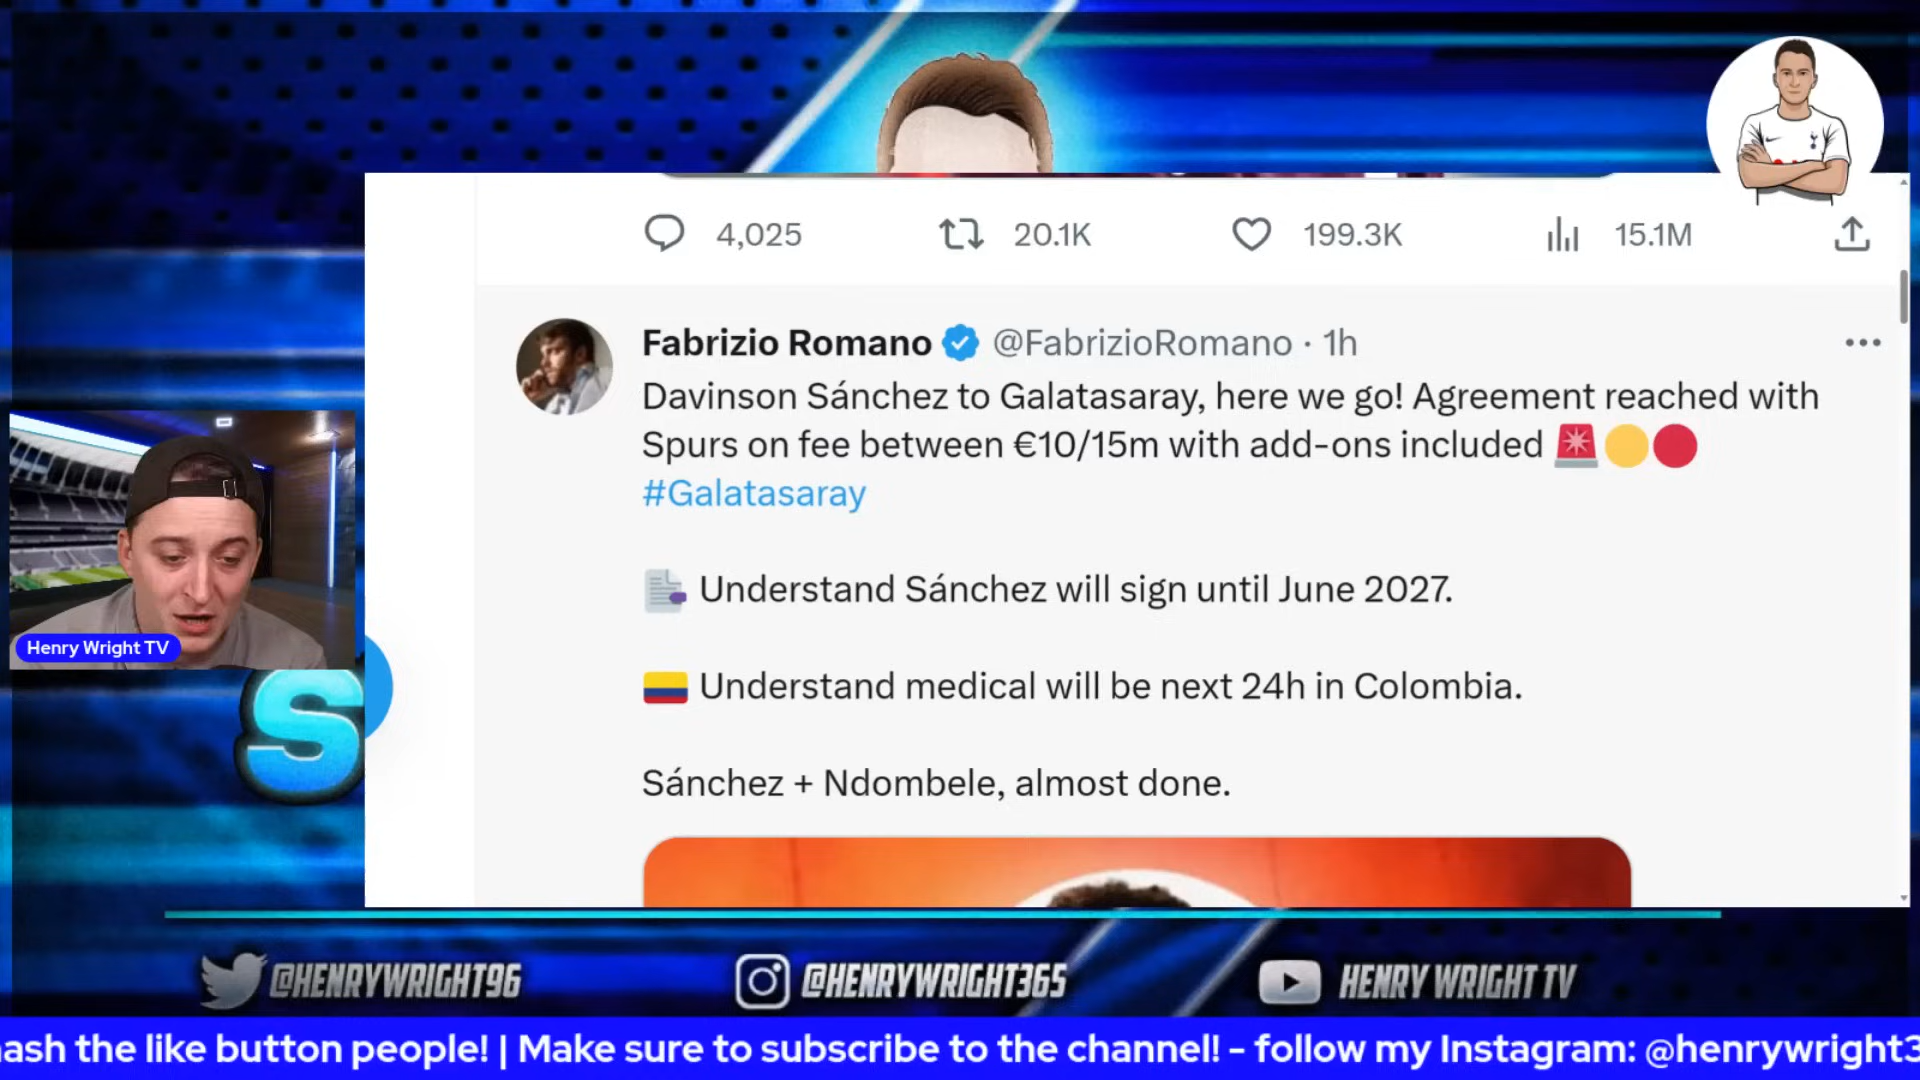 4,025 20.1K 199.3K 15.1M
Fabrizio Romano @FabrizioRomano · 1h
Davinson Sánchez to Galatasaray, here we go! Agreement reached with
Spurs on fee between €10/15m with add-ons included 🚨🟡🔴
#Galatasaray
Understand Sánchez will sign until June 2027.
🇨🇴 Understand medical will be next 24h in Colombia.
Sánchez + Ndombele, almost done.
Henry Wright TV
S
@HENRYWRIGHT96 @HENRYWRIGHT365 HENRY WRIGHT TV
ash the like button people! | Make sure to subscribe to the channel! - follow my Instagram: @henrywright3